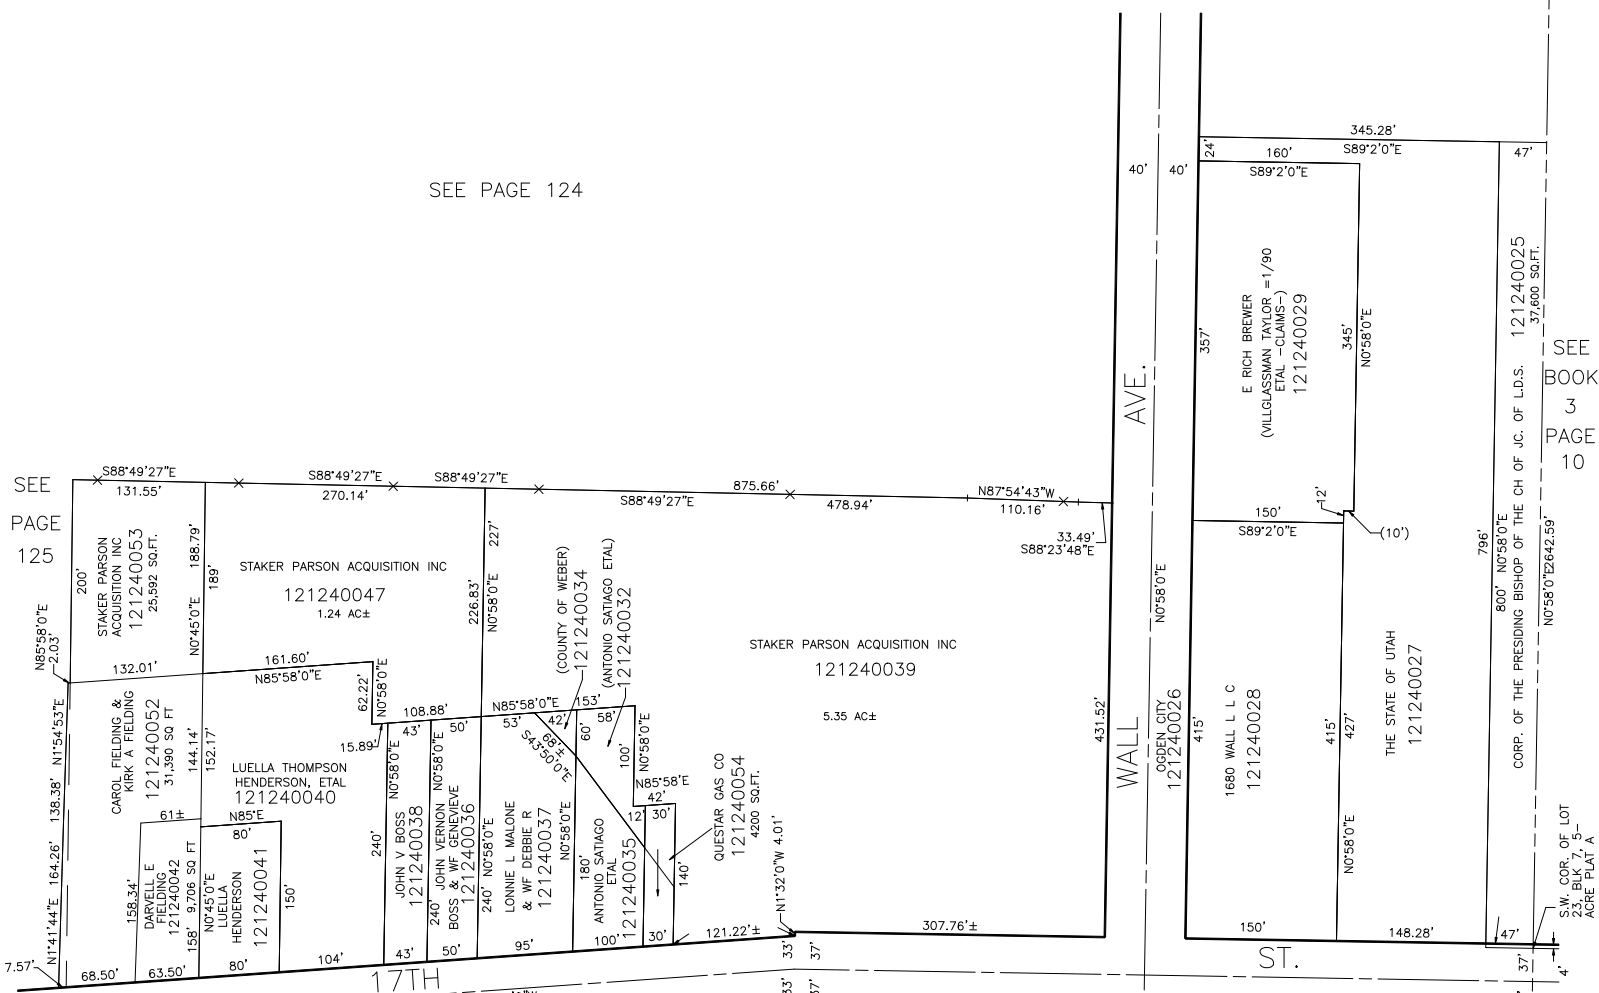 SEE PAGE 124
SEE
PAGE
125
SEE
BOOK
3
PAGE
10
WALL AVE.
17TH ST.
40'
40'
24'
345.28'
S89°2'0"E
160'
S89°2'0"E
47'
357'
E RICH BREWER
(VILLGLASSMAN TAYLOR =1/90
ETAL -CLAIMS-)
121240029
345'
N0°58'0"E
12'
(10')
150'
S89°2'0"E
CORP. OF THE PRESIDING BISHOP OF THE CH OF JC. OF L.D.S.
121240025
37,600 SQ.FT.
796'
800' N0°58'0"E
N0°58'0"E
2642.59'
THE STATE OF UTAH
121240027
415'
427'
N0°58'0"E
1680 WALL L L C
121240028
415'
OGDEN CITY
121240026
N0°58'0"E
150'
148.28'
47'
37'
4'
S.W. COR. OF LOT
23, BLK 7, 5-
ACRE PLAT A
S88°49'27"E
131.55'
S88°49'27"E
270.14'
S88°49'27"E
875.66'
S88°49'27"E
478.94'
N87°54'43"W
110.16'
33.49'
S88°23'48"E
200'
STAKER PARSON
ACQUISITION INC
121240053
25,592 SQ.FT.
188.79'
189'
N0°45'0"E
N85°58'0"E
2.03'
132.01'
STAKER PARSON ACQUISITION INC
121240047
1.24 AC±
227'
226.83'
N0°58'0"E
161.60'
N85°58'0"E
62.22'
N0°58'0"E
108.88'
15.89'
43'
50'
N85°58'0"E
153'
53'
42'
58'
68'±
S43°50'0"E
60'
(COUNTY OF WEBER)
121240034
(ANTONIO SATIAGO ETAL)
121240032
100'
N0°58'0"E
N85°58'E
42'
12'
30'
STAKER PARSON ACQUISITION INC
121240039
5.35 AC±
431.52'
N1°54'53"E
138.38'
CAROL FIELDING &
KIRK A FIELDING
121240052
31,390 SQ FT
144.14'
152.17'
LUELLA THOMPSON
HENDERSON, ETAL
121240040
N85°E
80'
61±
164.26'
N1°41'44"E
158.34'
DARVELL E
FIELDING
121240042
9,706 SQ FT
158'
N0°45'0"E
LUELLA
HENDERSON
121240041
150'
240'
N0°58'0"E
JOHN V BOSS
121240038
N0°58'0"E
240'
JOHN VERNON
BOSS & WF GENEVIEVE
121240036
240' N0°58'0"E
LONNIE L MALONE
& WF DEBBIE R
121240037
N0°58'0"E
180'
ANTONIO SATIAGO
ETAL
121240035
QUESTAR GAS CO
121240054
4200 SQ.FT.
140'
N1°32'0"W 4.01'
7.57'
68.50'
63.50'
80'
104'
43'
50'
95'
100'
30'
121.22'±
33'
37'
307.76'±
33'
37'